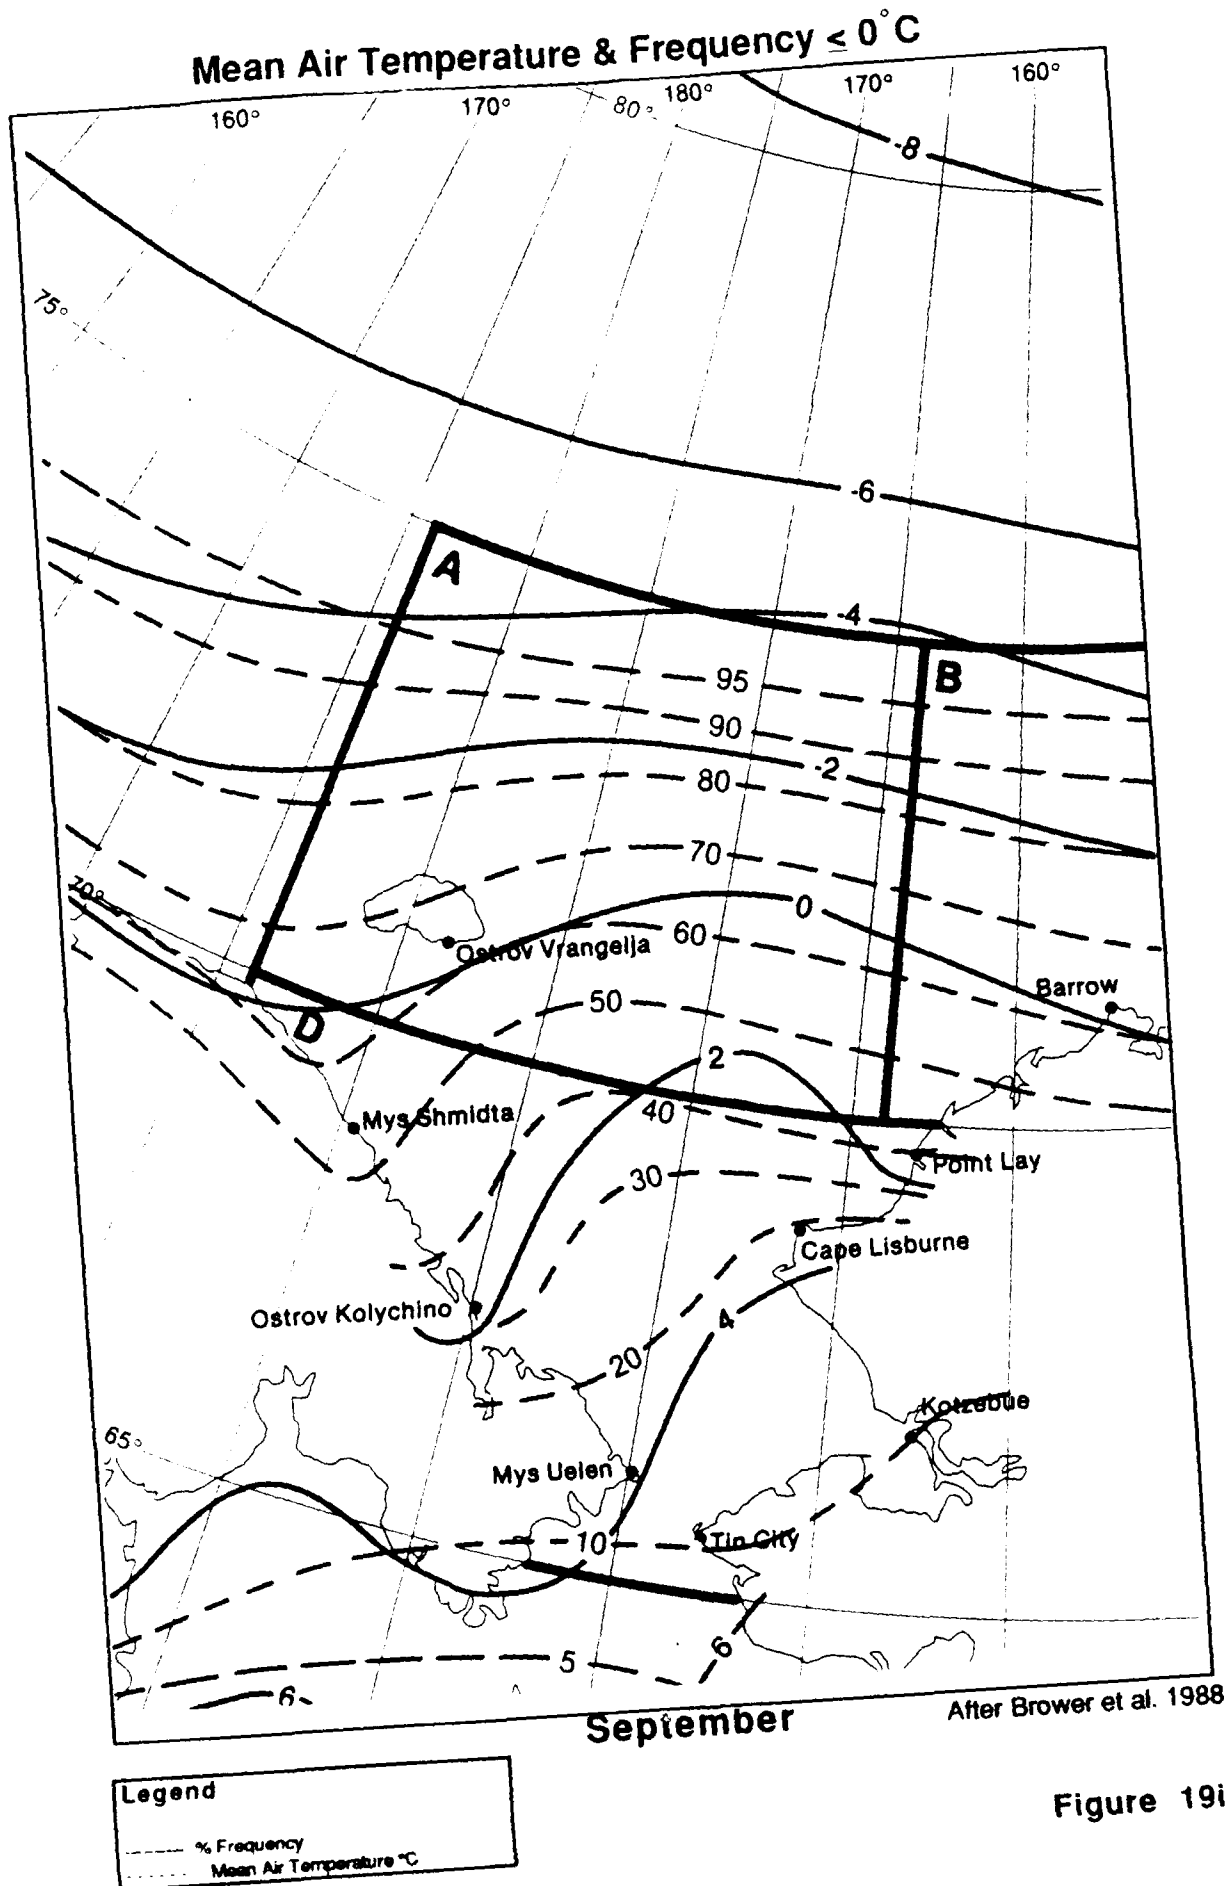 Mean Air Temperature & Frequency ≤ 0°C
160°
170°
80°
180°
170°
160°
-8
75°
-6
A
-4
B
95
90
-2
80
70
0
70°
60
Ostrov Vrangelja
50
Barrow
D
2
40
Mys Shmidta
Point Lay
30
Cape Lisburne
Ostrov Kolychino
4
20
Kotzebue
65°
Mys Uelen
10
Tin City
6
5
6
September
After Brower et al. 1988
Legend
% Frequency
Mean Air Temperature °C
Figure 19i